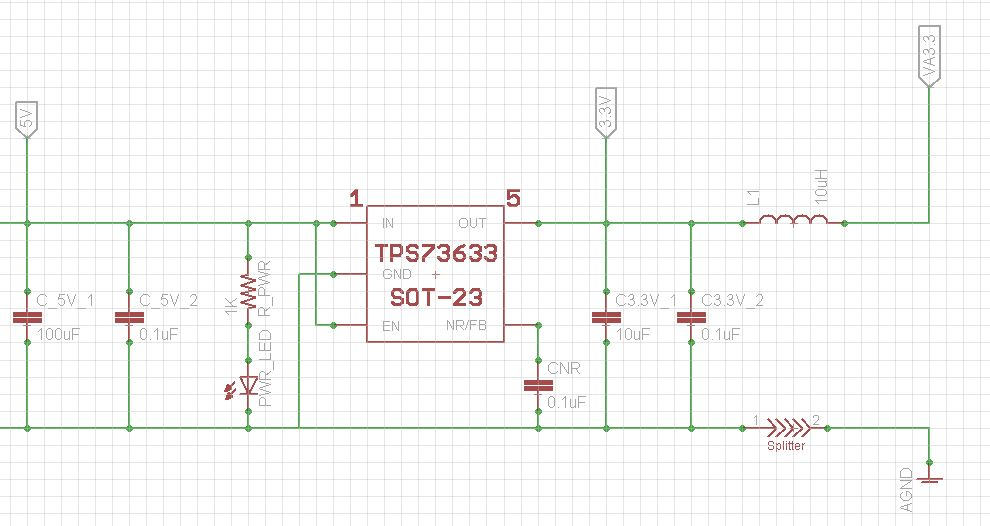 VA3.3
5V
3.3V
1
5
L1
10uH
IN
OUT
TPS73633
GND
SOT-23
EN
NR/FB
1K
R_PWR
C_5V_1
100uF
C_5V_2
0.1uF
C3.3V_1
10uF
C3.3V_2
0.1uF
PWR_LED
CNR
0.1uF
1
2
Splitter
AGND